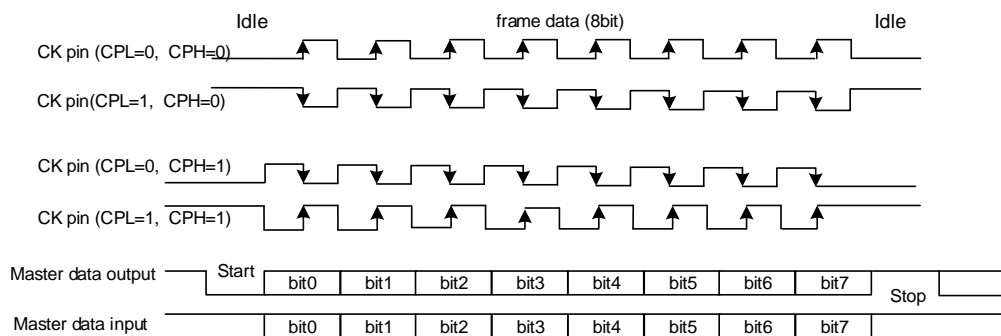 Idle frame data (8bit) Idle
CK pin (CPL=0, CPH=0)
CK pin(CPL=1, CPH=0)
CK pin (CPL=0, CPH=1)
CK pin (CPL=1, CPH=1)
Master data output Start bit0 bit1 bit2 bit3 bit4 bit5 bit6 bit7 Stop
Master data input bit0 bit1 bit2 bit3 bit4 bit5 bit6 bit7